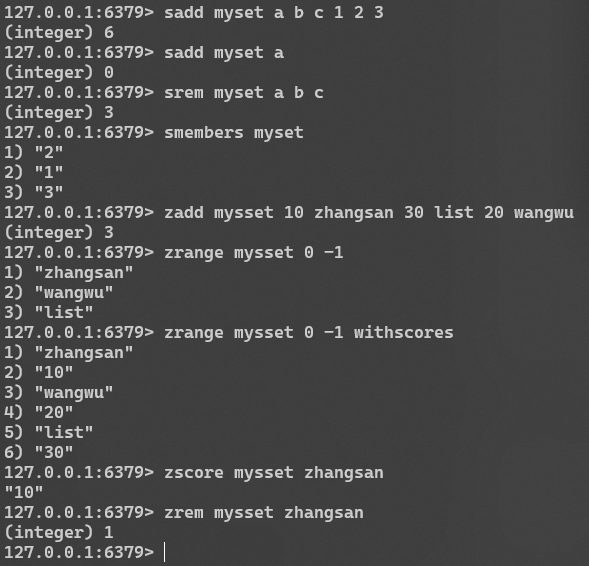 127.0.0.1:6379> sadd myset a b c 1 2 3
(integer) 6
127.0.0.1:6379> sadd myset a
(integer) 0
127.0.0.1:6379> srem myset a b c
(integer) 3
127.0.0.1:6379> smembers myset
1) "2"
2) "1"
3) "3"
127.0.0.1:6379> zadd mysset 10 zhangsan 30 list 20 wangwu
(integer) 3
127.0.0.1:6379> zrange mysset 0 -1
1) "zhangsan"
2) "wangwu"
3) "list"
127.0.0.1:6379> zrange mysset 0 -1 withscores
1) "zhangsan"
2) "10"
3) "wangwu"
4) "20"
5) "list"
6) "30"
127.0.0.1:6379> zscore mysset zhangsan
"10"
127.0.0.1:6379> zrem mysset zhangsan
(integer) 1
127.0.0.1:6379>